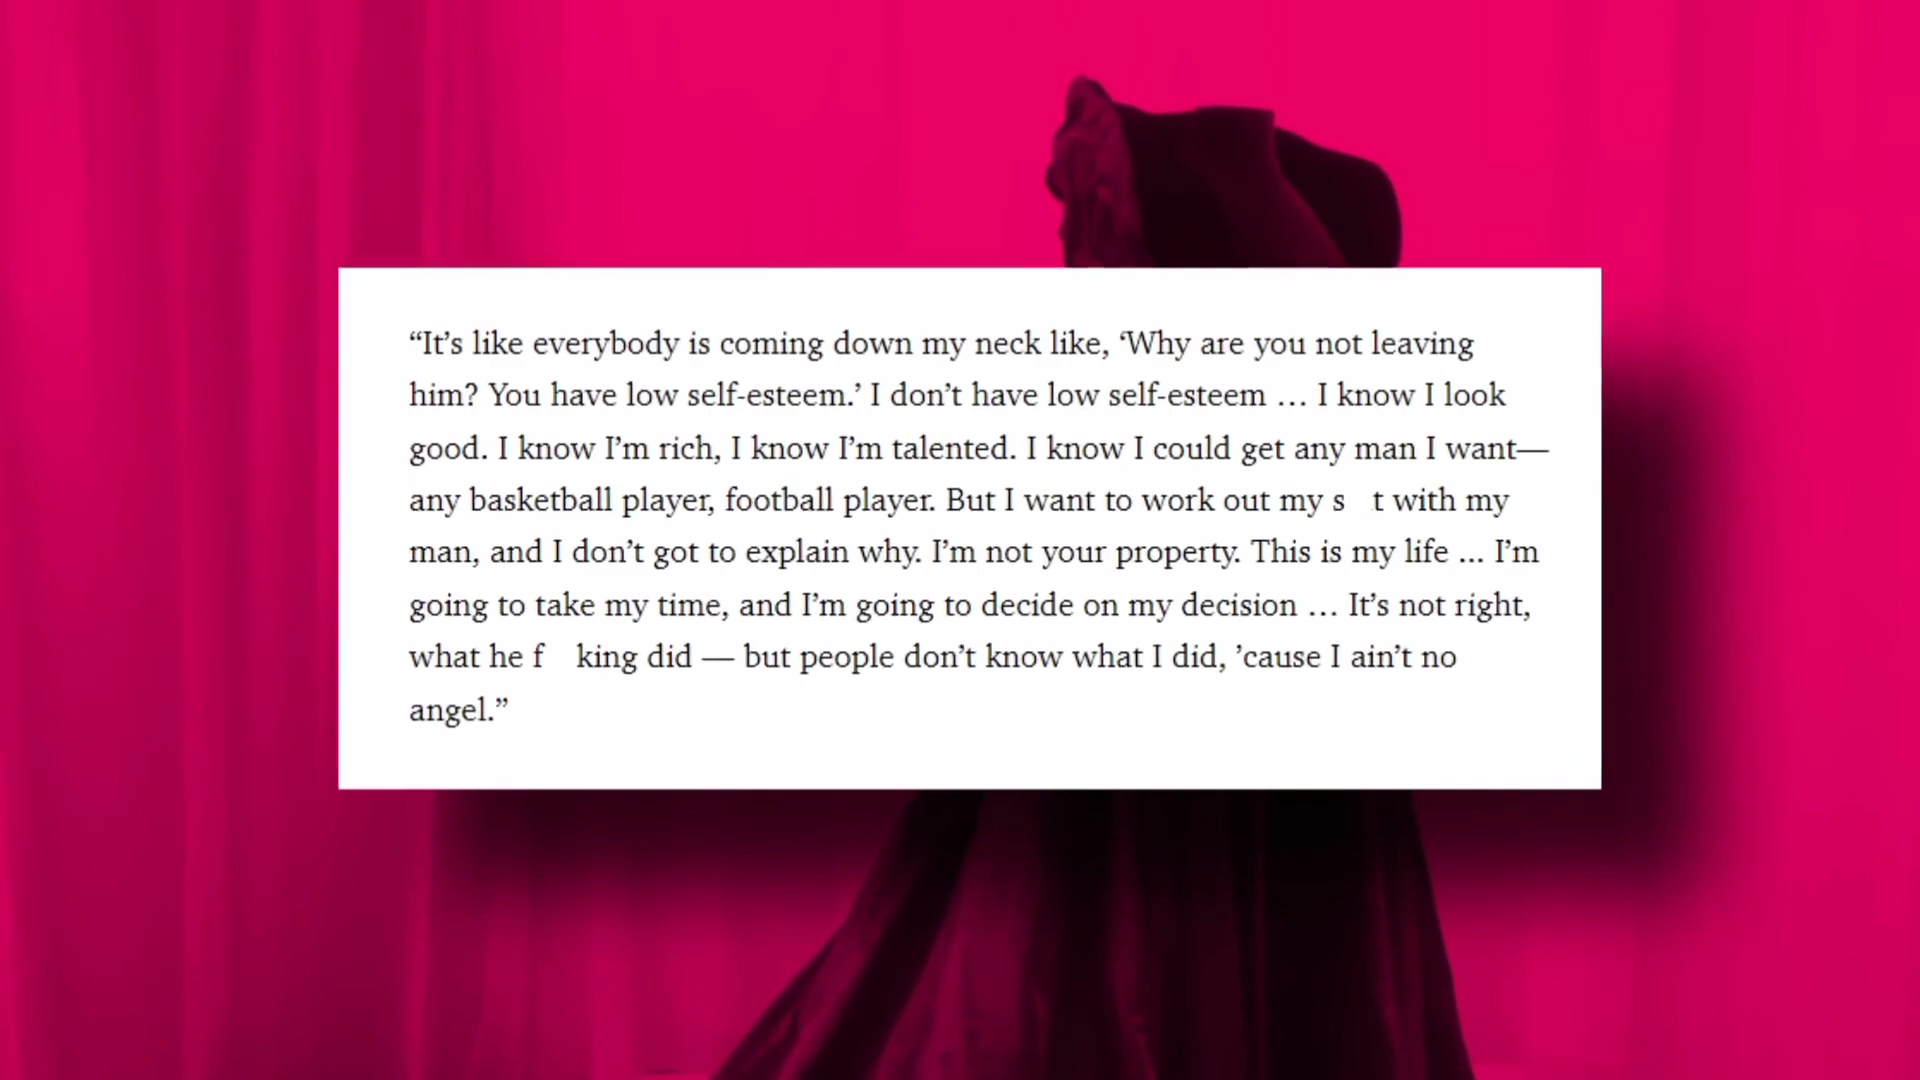 “It’s like everybody is coming down my neck like, ‘Why are you not leaving
him? You have low self-esteem.’ I don’t have low self-esteem … I know I look
good. I know I’m rich, I know I’m talented. I know I could get any man I want—
any basketball player, football player. But I want to work out my s t with my
man, and I don’t got to explain why. I’m not your property. This is my life ... I’m
going to take my time, and I’m going to decide on my decision … It’s not right,
what he f king did — but people don’t know what I did, ’cause I ain’t no
angel.”